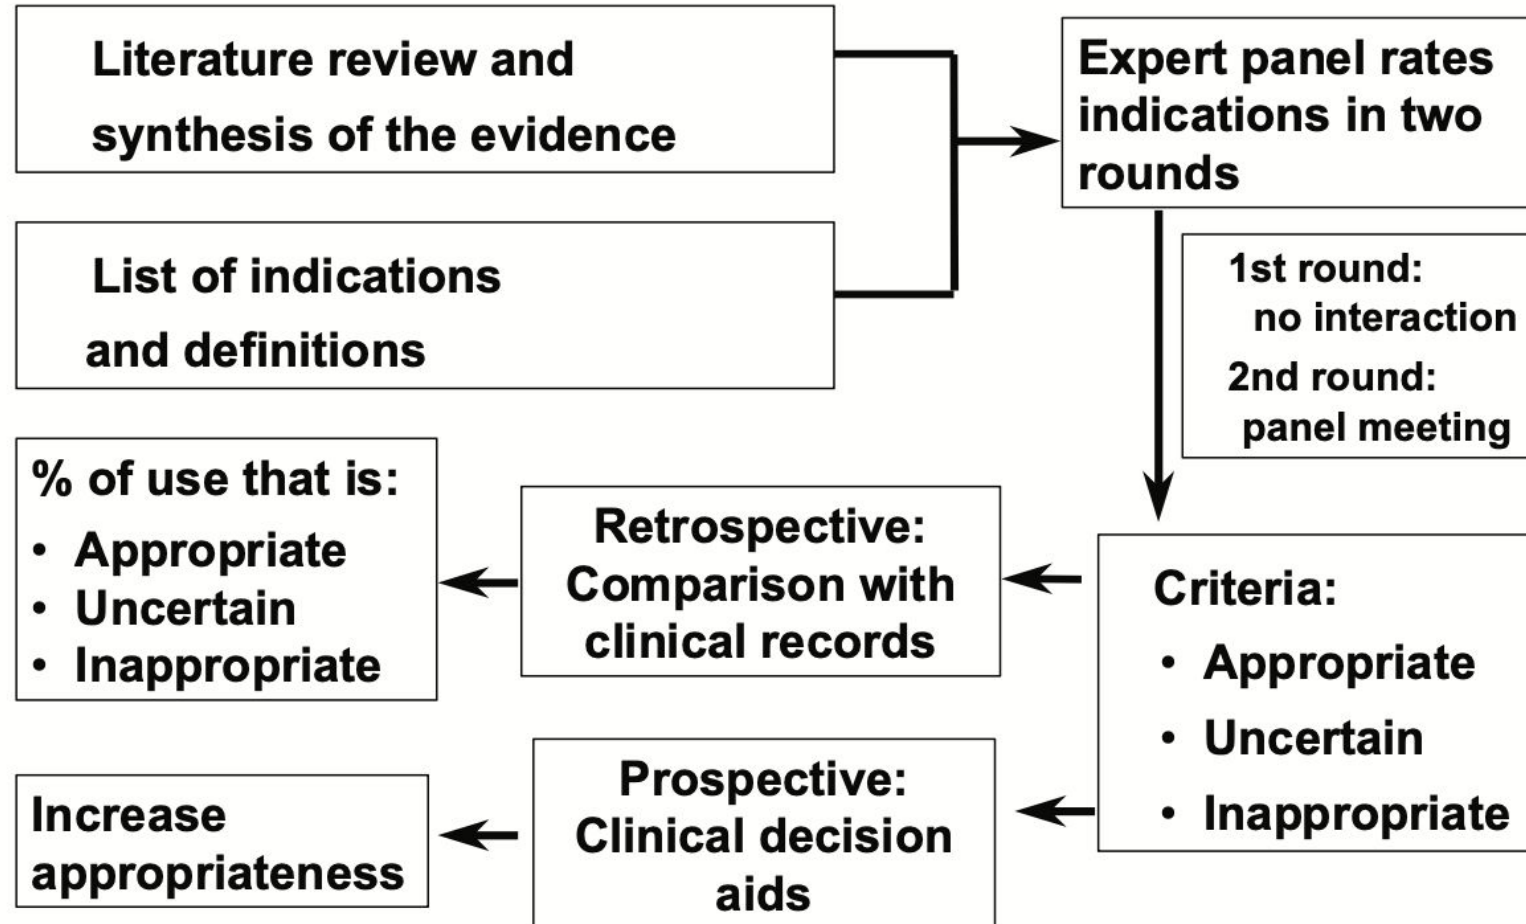 Literature review and
synthesis of the evidence
Expert panel rates
indications in two
rounds
List of indications
and definitions
1st round:
no interaction
2nd round:
panel meeting
% of use that is:
• Appropriate
• Uncertain
• Inappropriate
Retrospective:
Comparison with
clinical records
Criteria:
• Appropriate
• Uncertain
• Inappropriate
Increase
appropriateness
Prospective:
Clinical decision
aids